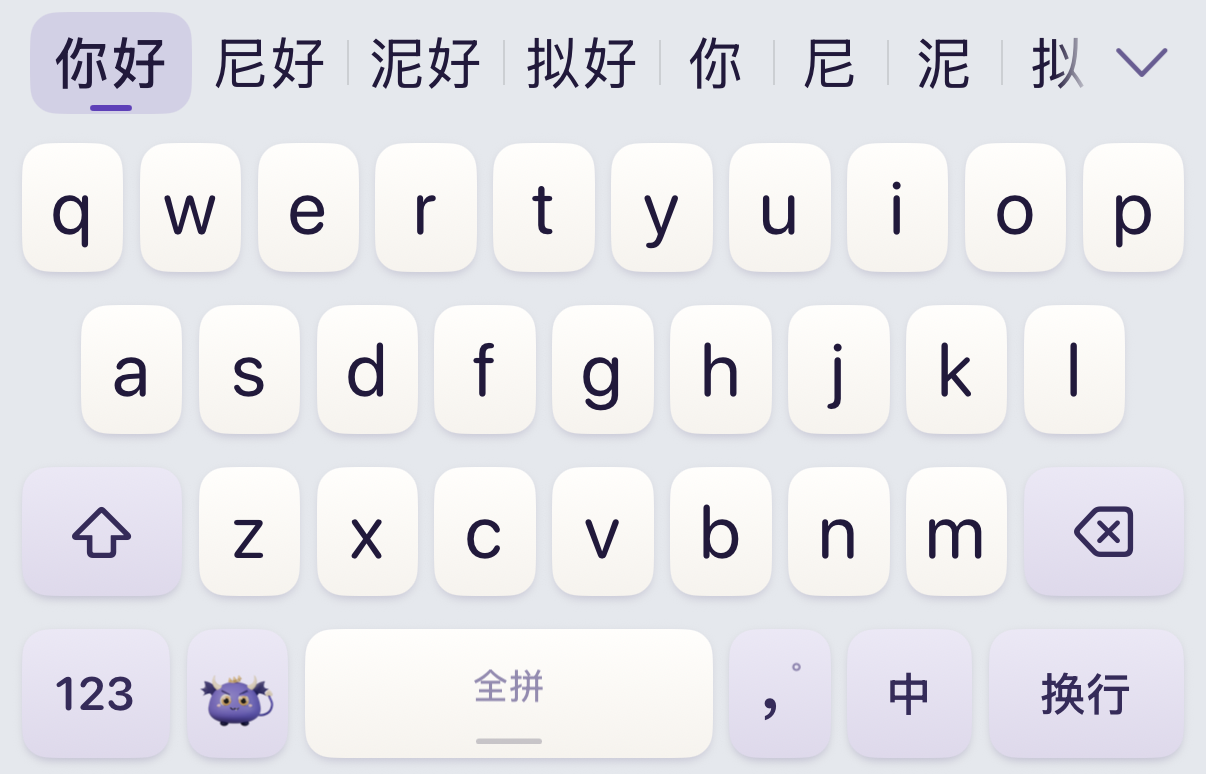 你好 尼好 泥好 拟好 你 尼 泥 拟
q w e r t y u i o p
a s d f g h j k l
z x c v b n m
123 全拼 ， 。 中 换行